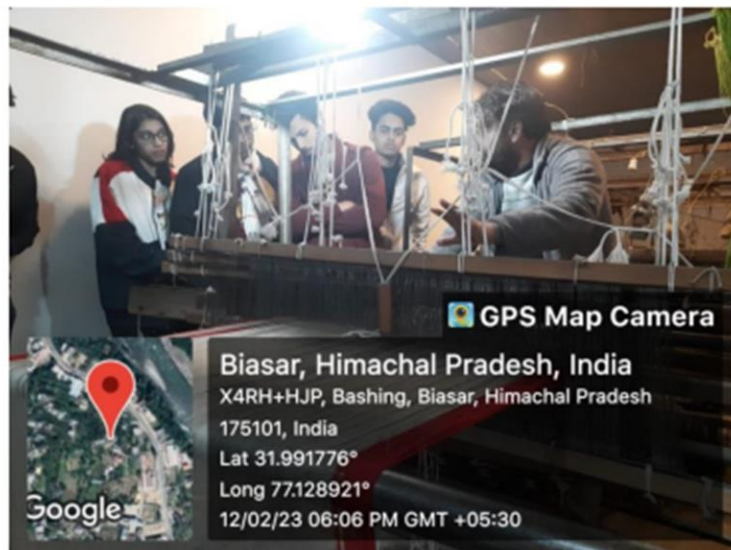 GPS Map Camera
Biasar, Himachal Pradesh, India
X4RH+HJP, Bashing, Biasar, Himachal Pradesh
175101, India
Lat 31.991776°
Long 77.128921°
12/02/23 06:06 PM GMT +05:30
Google